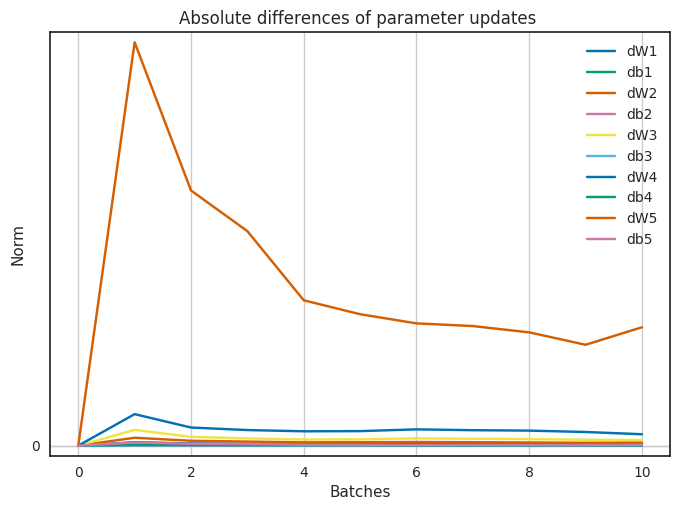 Absolute differences of parameter updates
dW1
db1
dW2
db2
dW3
db3
dW4
db4
dW5
db5
Norm
0
0 2 4 6 8 10
Batches